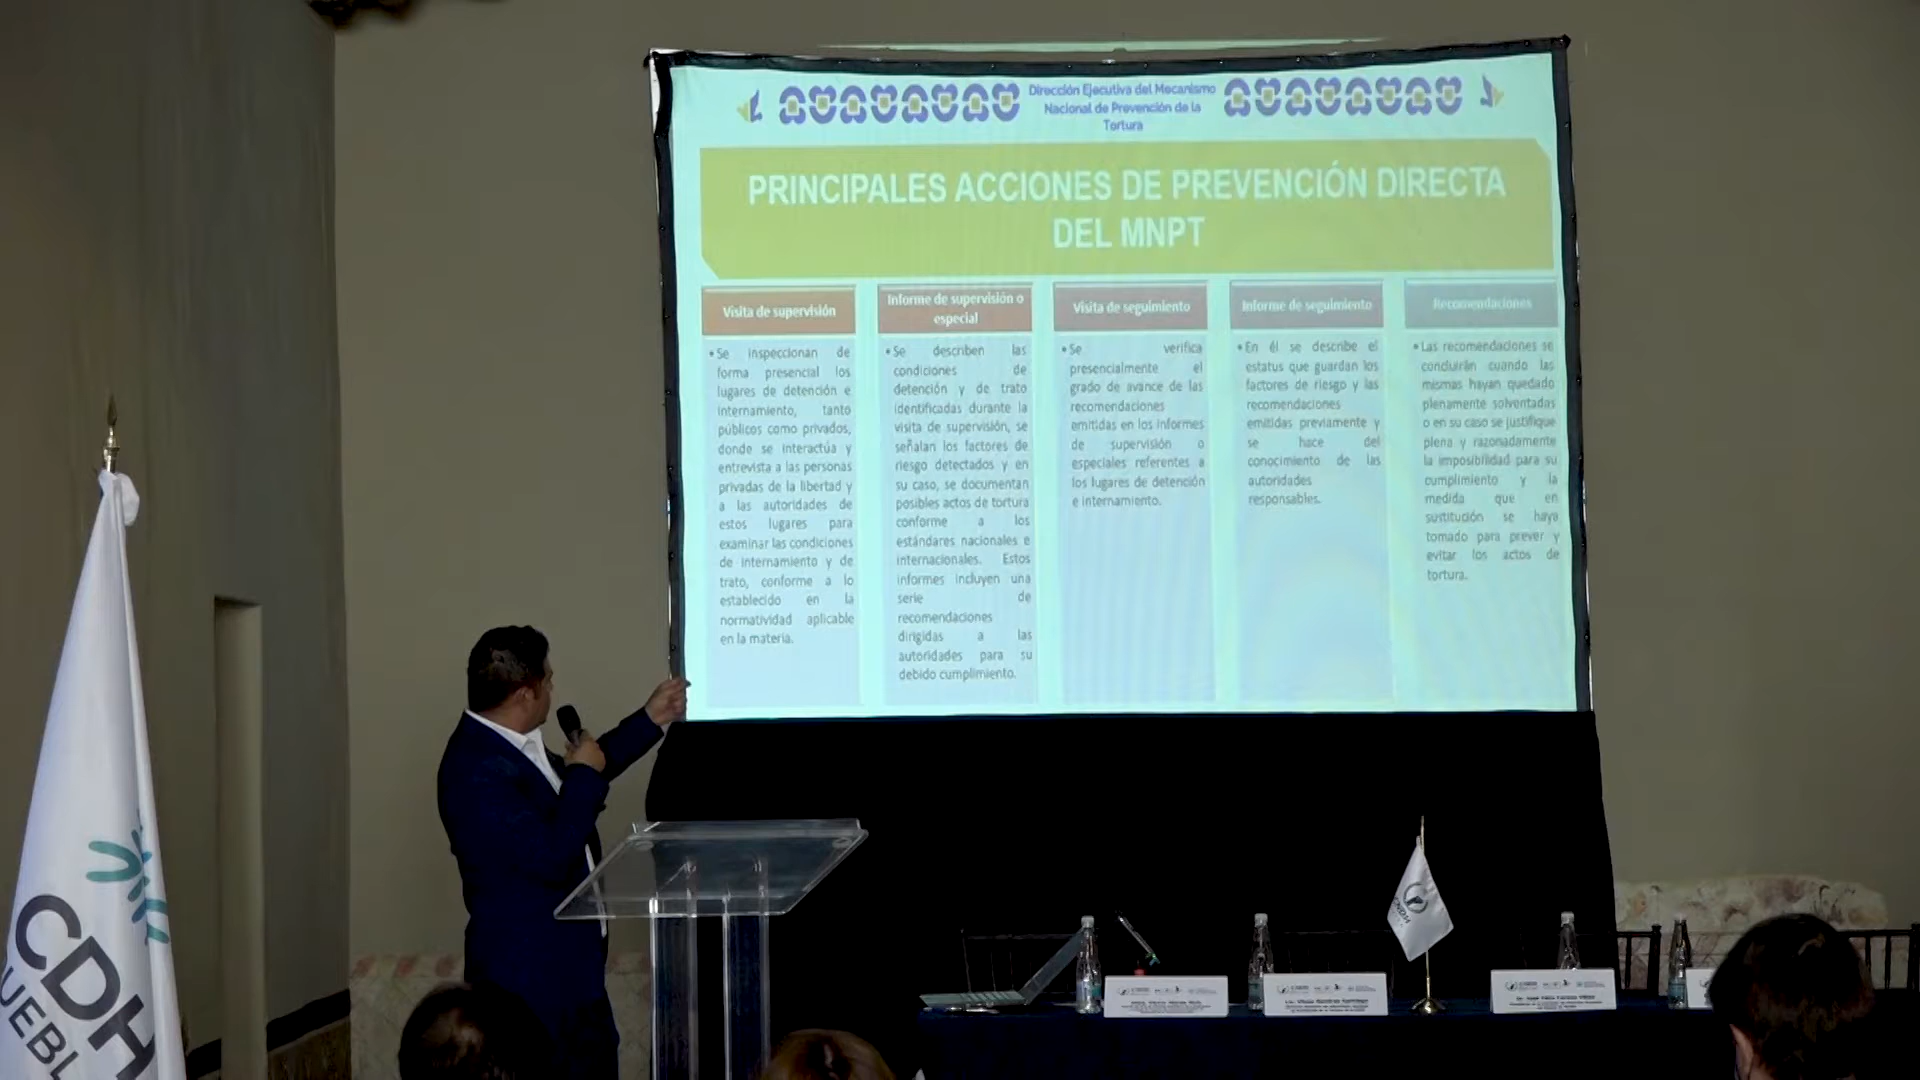 Dirección Ejecutiva del Mecanismo
Nacional de Prevención de la
Tortura
PRINCIPALES ACCIONES DE PREVENCIÓN DIRECTA
DEL MNPT
Visita de supervisión
• Se inspeccionan de
forma presencial los
lugares de detención e
internamiento, tanto
públicos como privados,
donde se interactúa y
entrevista a las personas
privadas de la libertad y
a las autoridades de
estos lugares para
examinar las condiciones
de internamiento y de
trato, conforme a lo
establecido en la
normatividad aplicable
en la materia.
Informe de supervisión o
especial
• Se describen las
condiciones de
detención y de trato
identificadas durante la
visita de supervisión, se
señalan los factores de
riesgo detectados y en
su caso, se documentan
posibles actos de tortura
conforme a los
estándares nacionales e
internacionales. Estos
informes incluyen una
serie de
recomendaciones
dirigidas a las
autoridades para su
debido cumplimiento.
Visita de seguimiento
• Se verifica
presencialmente el
grado de avance de las
recomendaciones
emitidas en los informes
de supervisión o
especiales referentes a
los lugares de detención
e internamiento.
Informe de seguimiento
• En él se describe el
estatus que guardan los
factores de riesgo y las
recomendaciones
emitidas previamente y
se hace del
conocimiento de las
autoridades
responsables.
Recomendaciones
• Las recomendaciones se
concluirán cuando las
mismas hayan quedado
plenamente solventadas
o en su caso se justifique
plena y razonadamente
la imposibilidad para su
cumplimiento y la
medida que en
sustitución se haya
tomado para prever y
evitar los actos de
tortura.
CDH
UEBL
CNDH